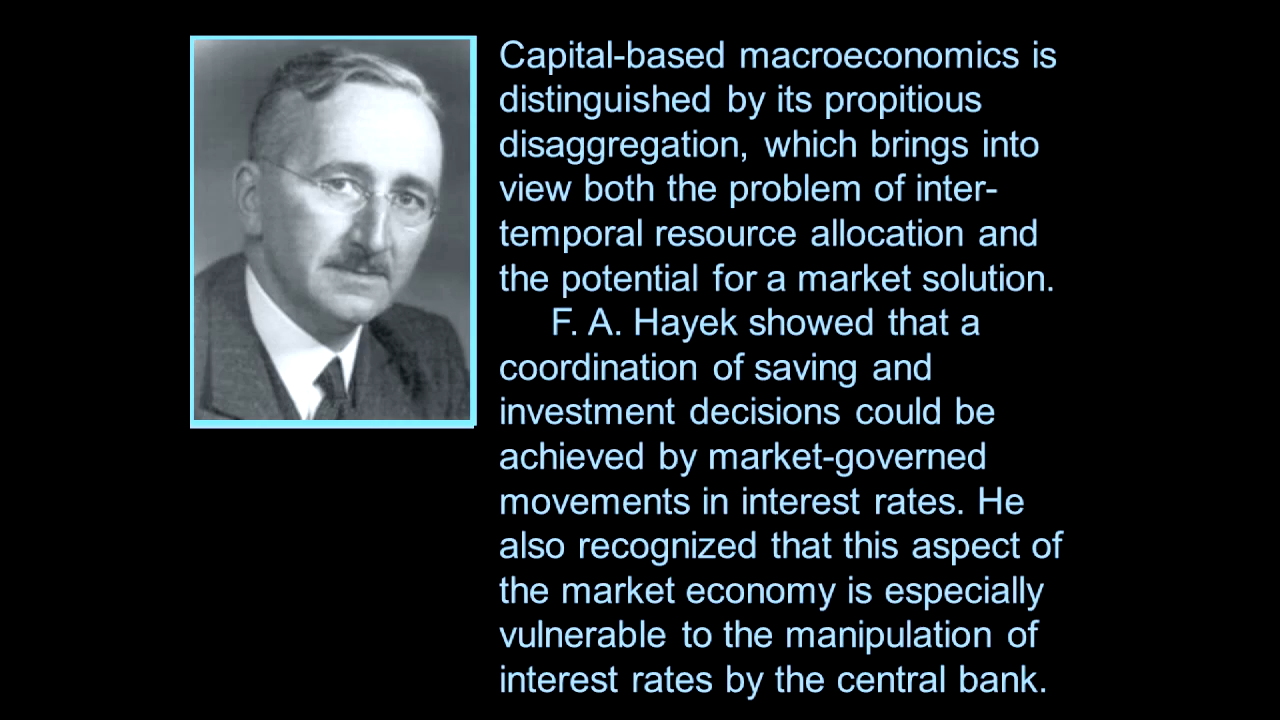 Capital-based macroeconomics is
distinguished by its propitious
disaggregation, which brings into
view both the problem of inter-
temporal resource allocation and
the potential for a market solution.
F. A. Hayek showed that a
coordination of saving and
investment decisions could be
achieved by market-governed
movements in interest rates. He
also recognized that this aspect of
the market economy is especially
vulnerable to the manipulation of
interest rates by the central bank.